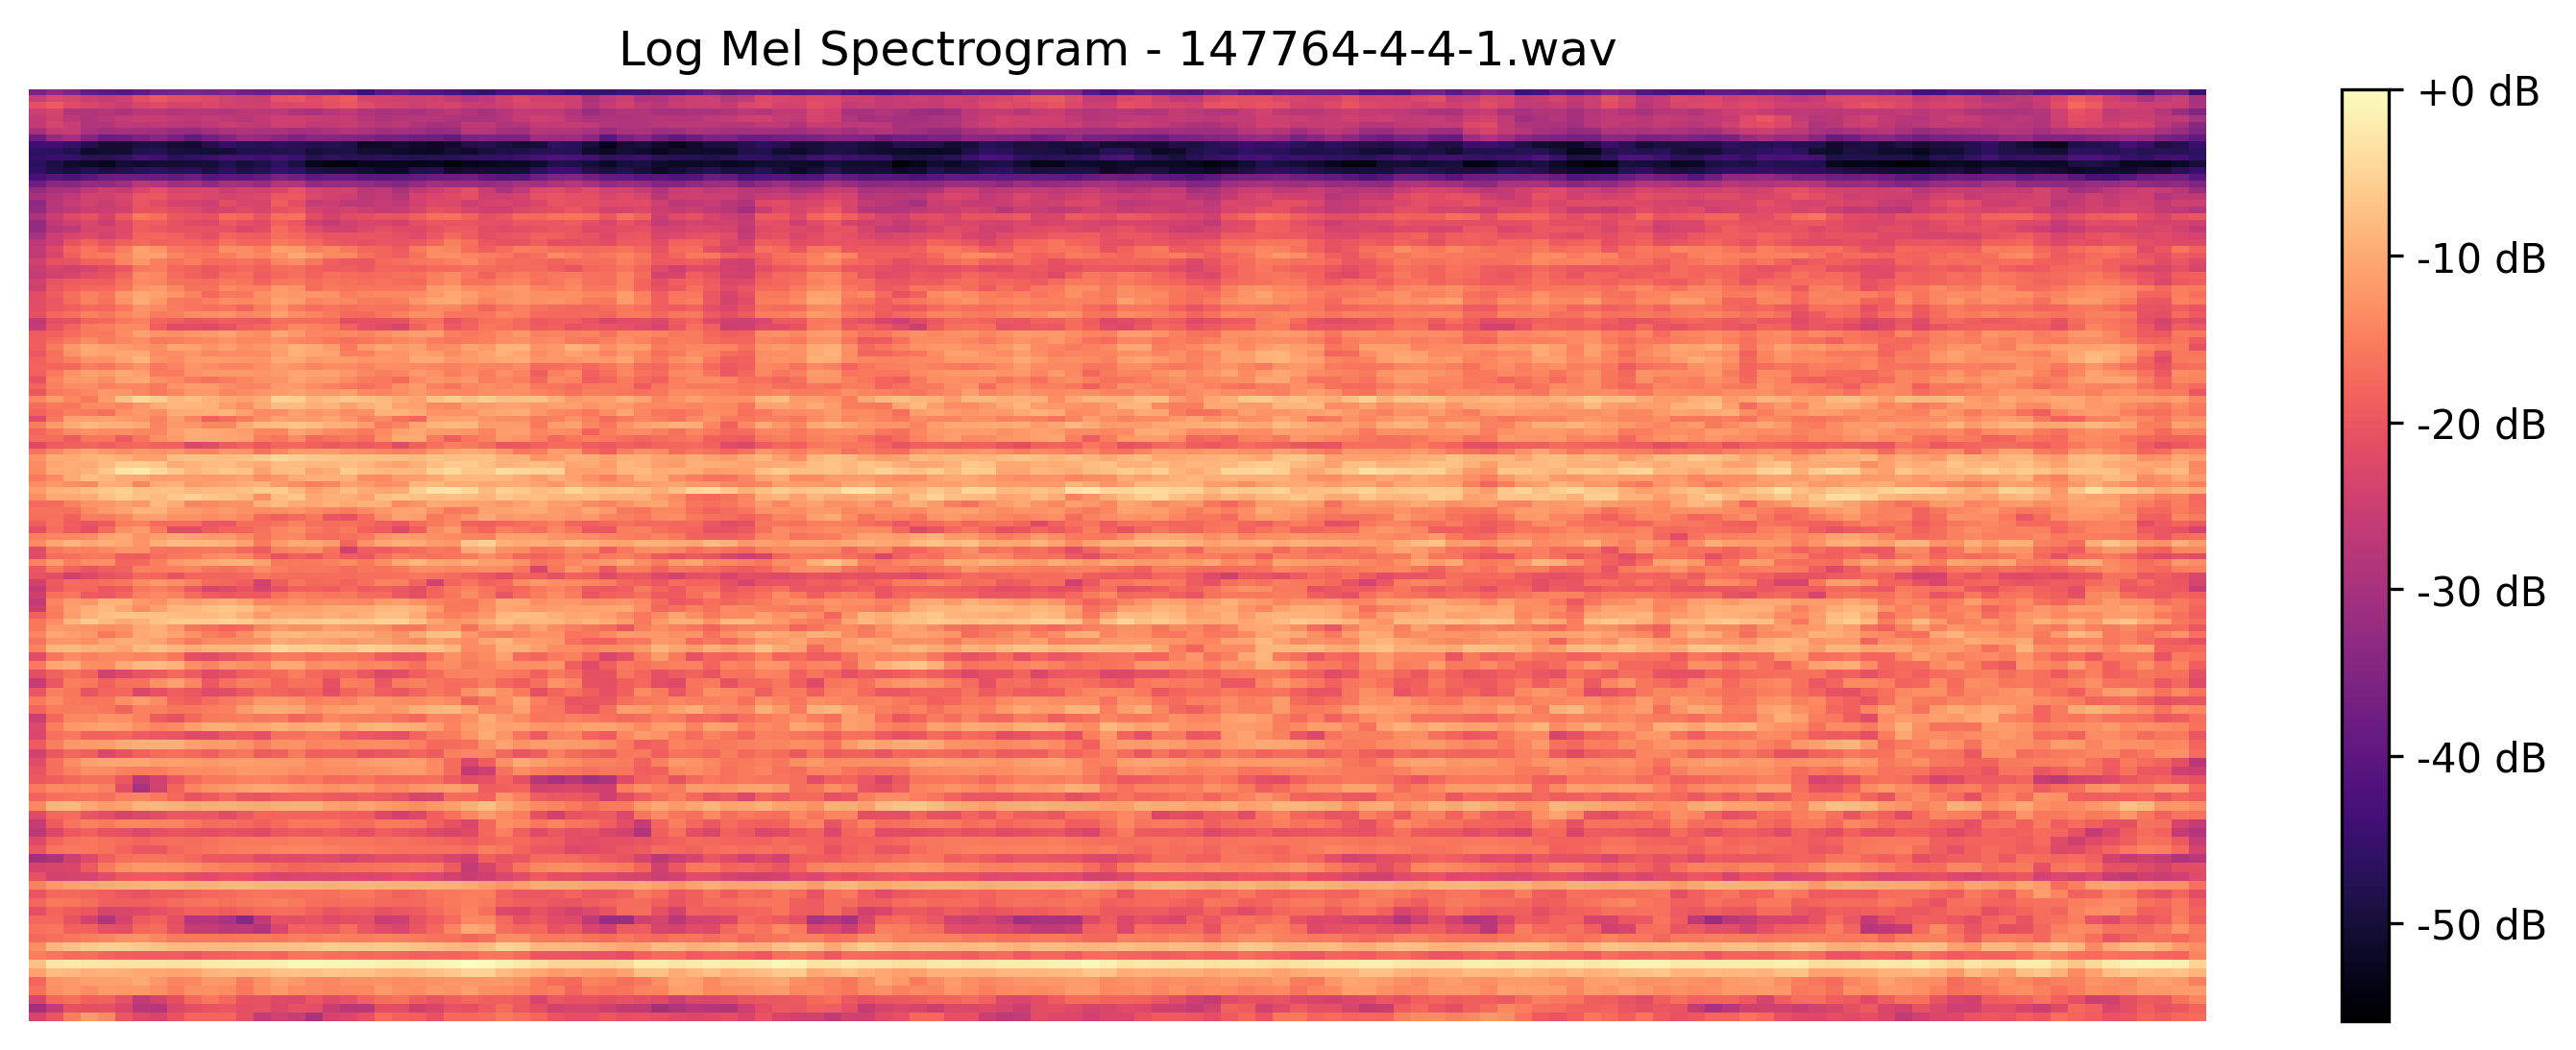 Log Mel Spectrogram - 147764-4-4-1.wav
+0 dB
-10 dB
-20 dB
-30 dB
-40 dB
-50 dB